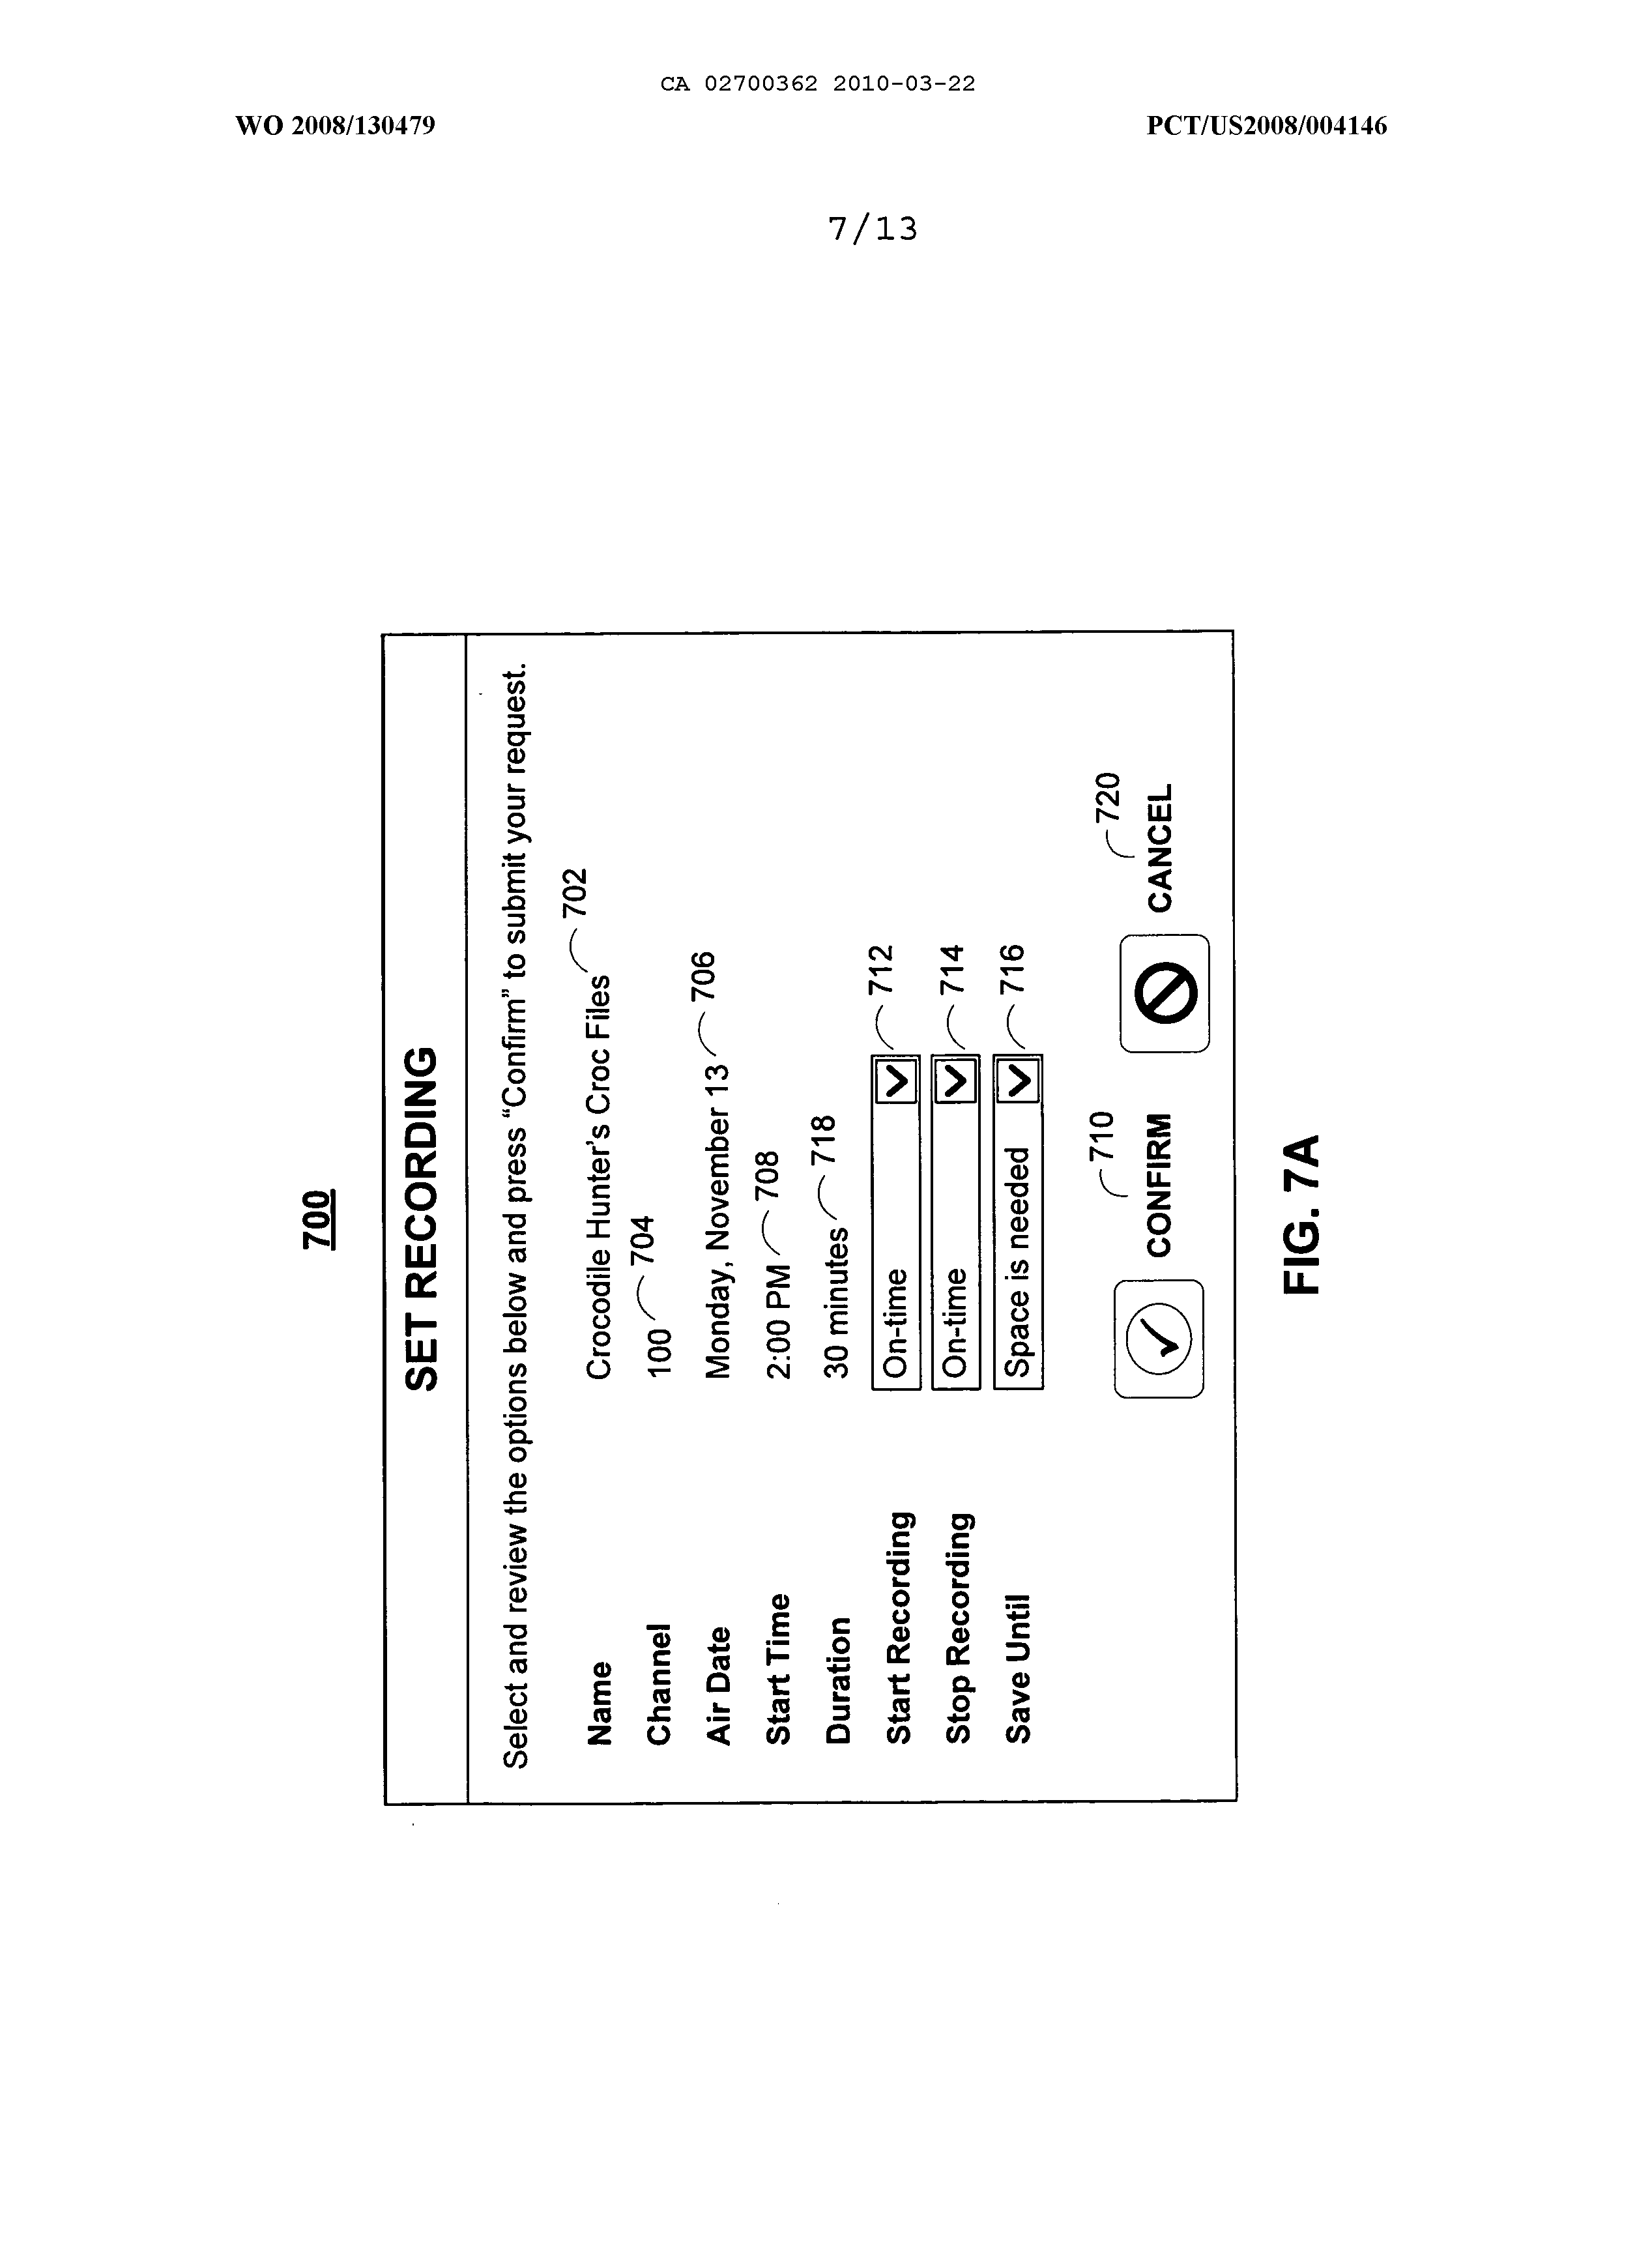 CA 02700362 2010-03-22
WO 2008/130479 PCT/US2008/004146
7/13
700
SET RECORDING
Select and review the options below and press “Confirm” to submit your request.
Name Crocodile Hunter's Croc Files 702
Channel 100 704
Air Date Monday, November 13 706
Start Time 2:00 PM 708
Duration 30 minutes 718
Start Recording On-time 712
Stop Recording On-time 714
Save Until Space is needed 716
CONFIRM 710 CANCEL 720
FIG. 7A